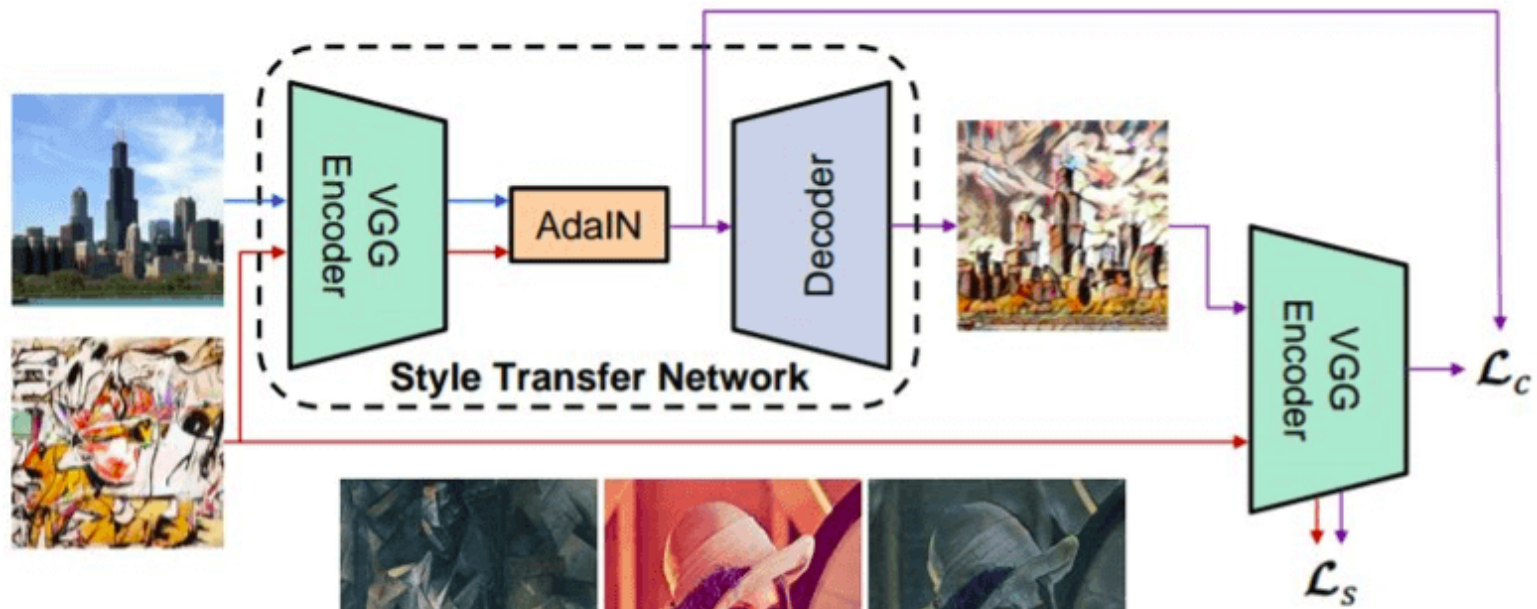 VGG
Encoder
AdaIN
Decoder
Style Transfer Network
VGG
Encoder
ℒc
ℒs